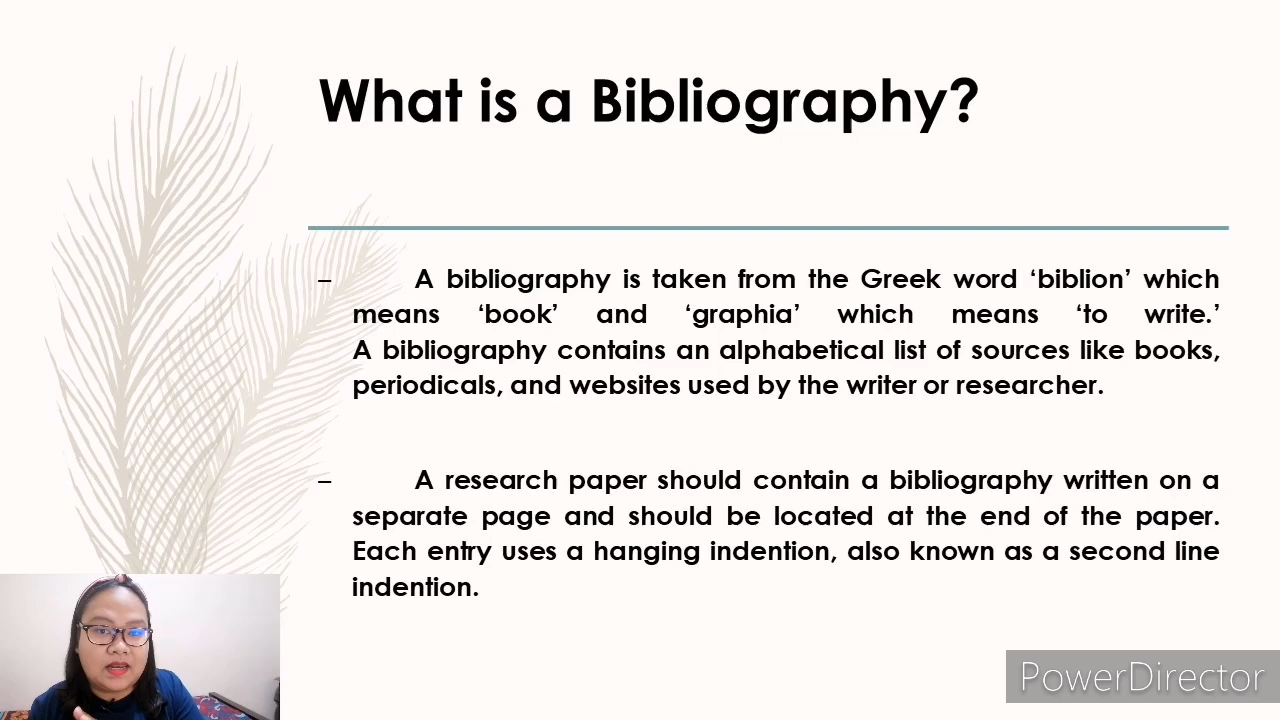 What is a Bibliography?
– A bibliography is taken from the Greek word ‘biblion’ which
means ‘book’ and ‘graphia’ which means ‘to write.’
A bibliography contains an alphabetical list of sources like books,
periodicals, and websites used by the writer or researcher.
– A research paper should contain a bibliography written on a
separate page and should be located at the end of the paper.
Each entry uses a hanging indention, also known as a second line
indention.
PowerDirector